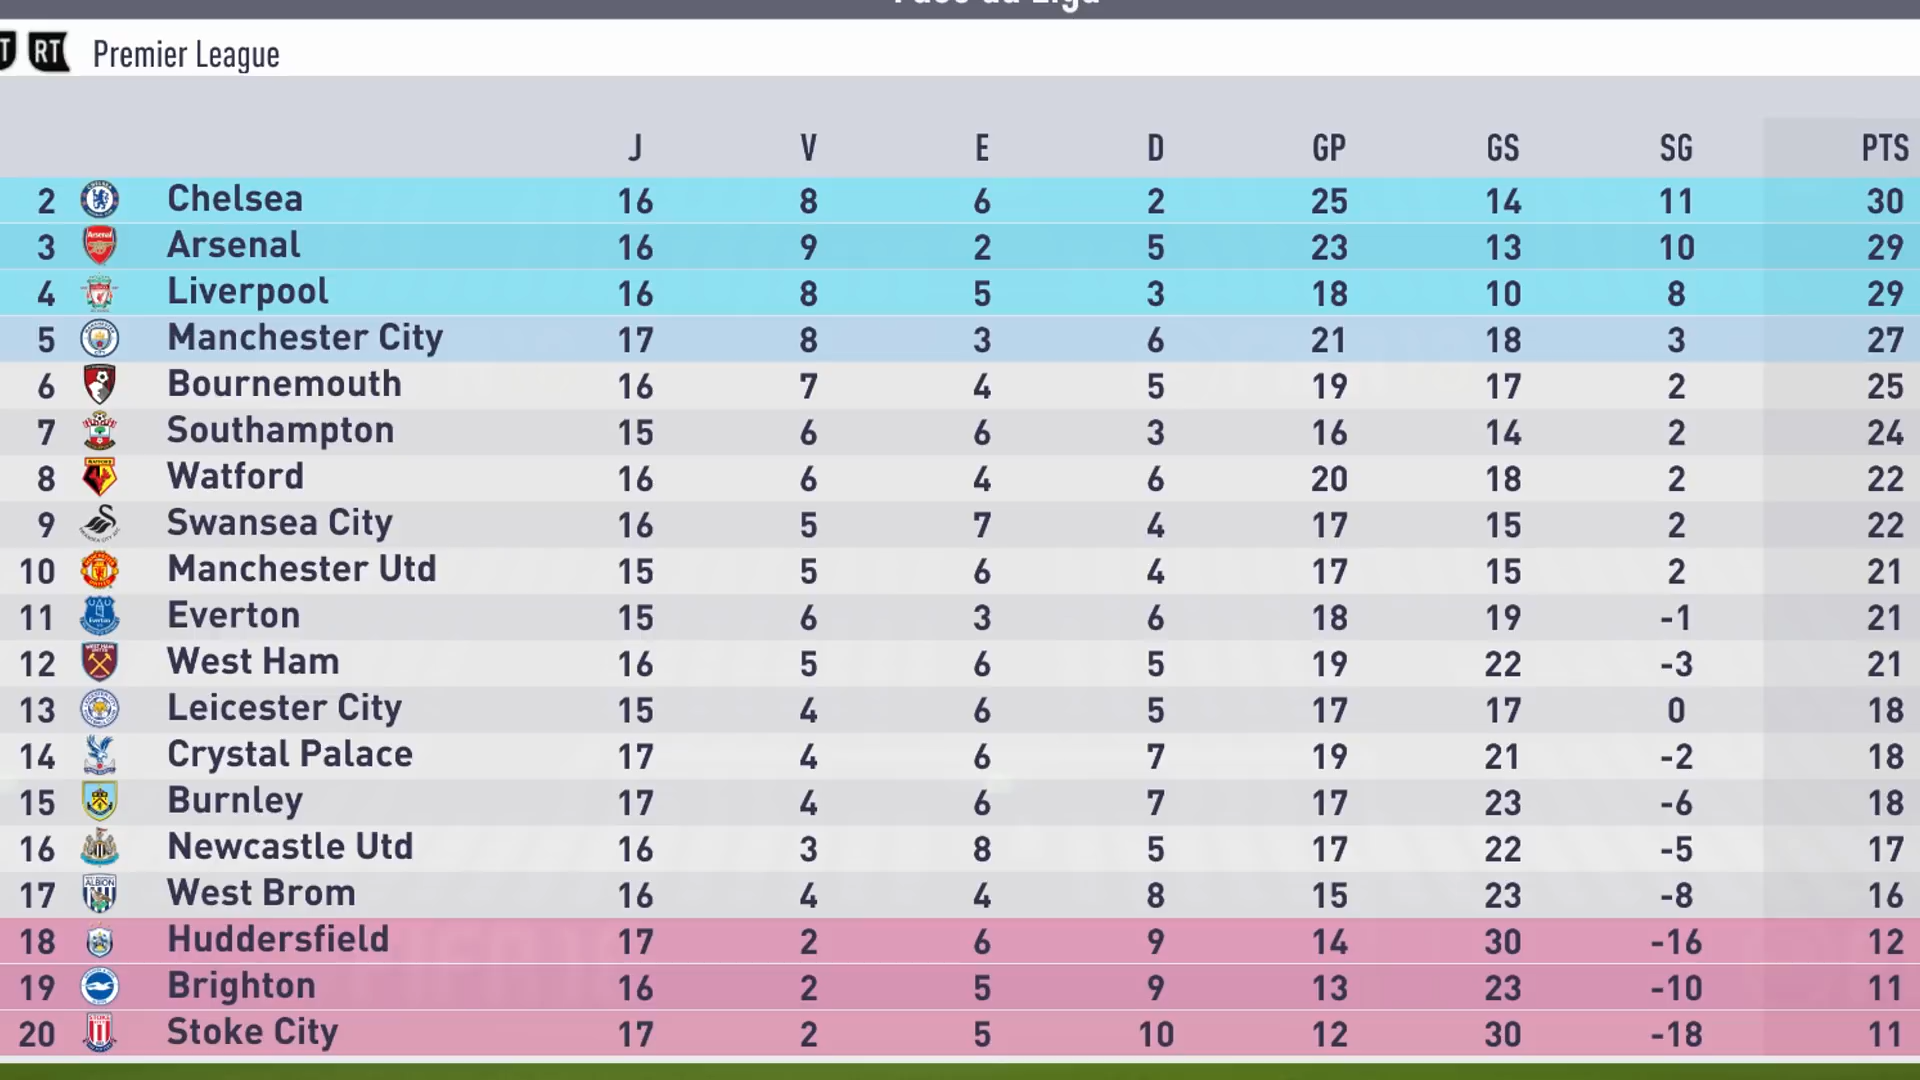 RT Premier League
J V E D GP GS SG PTS
2 Chelsea 16 8 6 2 25 14 11 30
3 Arsenal 16 9 2 5 23 13 10 29
4 Liverpool 16 8 5 3 18 10 8 29
5 Manchester City 17 8 3 6 21 18 3 27
6 Bournemouth 16 7 4 5 19 17 2 25
7 Southampton 15 6 6 3 16 14 2 24
8 Watford 16 6 4 6 20 18 2 22
9 Swansea City 16 5 7 4 17 15 2 22
10 Manchester Utd 15 5 6 4 17 15 2 21
11 Everton 15 6 3 6 18 19 -1 21
12 West Ham 16 5 6 5 19 22 -3 21
13 Leicester City 15 4 6 5 17 17 0 18
14 Crystal Palace 17 4 6 7 19 21 -2 18
15 Burnley 17 4 6 7 17 23 -6 18
16 Newcastle Utd 16 3 8 5 17 22 -5 17
17 West Brom 16 4 4 8 15 23 -8 16
18 Huddersfield 17 2 6 9 14 30 -16 12
19 Brighton 16 2 5 9 13 23 -10 11
20 Stoke City 17 2 5 10 12 30 -18 11